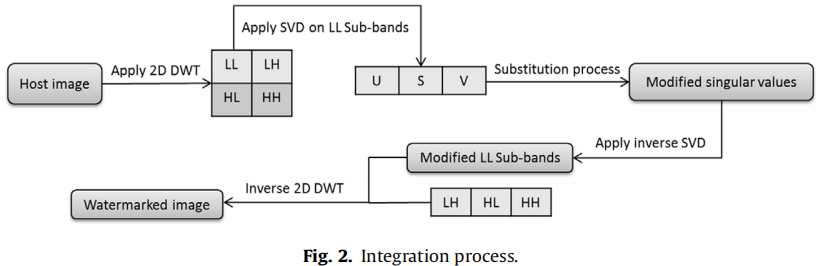 Apply SVD on LL Sub-bands
Host image
Apply 2D DWT
LL LH
HL HH
U S V
Substitution process
Modified singular values
Apply inverse SVD
Modified LL Sub-bands
LH HL HH
Inverse 2D DWT
Watermarked image
Fig. 2. Integration process.